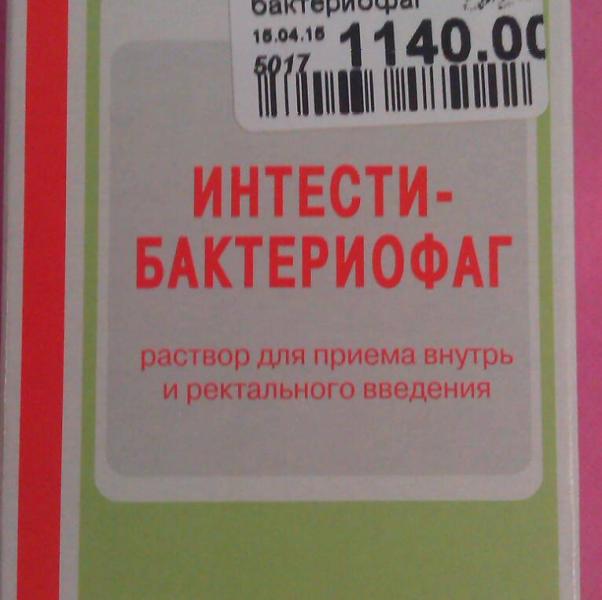 бактериофаг
15.04.15 1140.00
5017
ИНТЕСТИ-
БАКТЕРИОФАГ
раствор для приема внутрь
и ректального введения